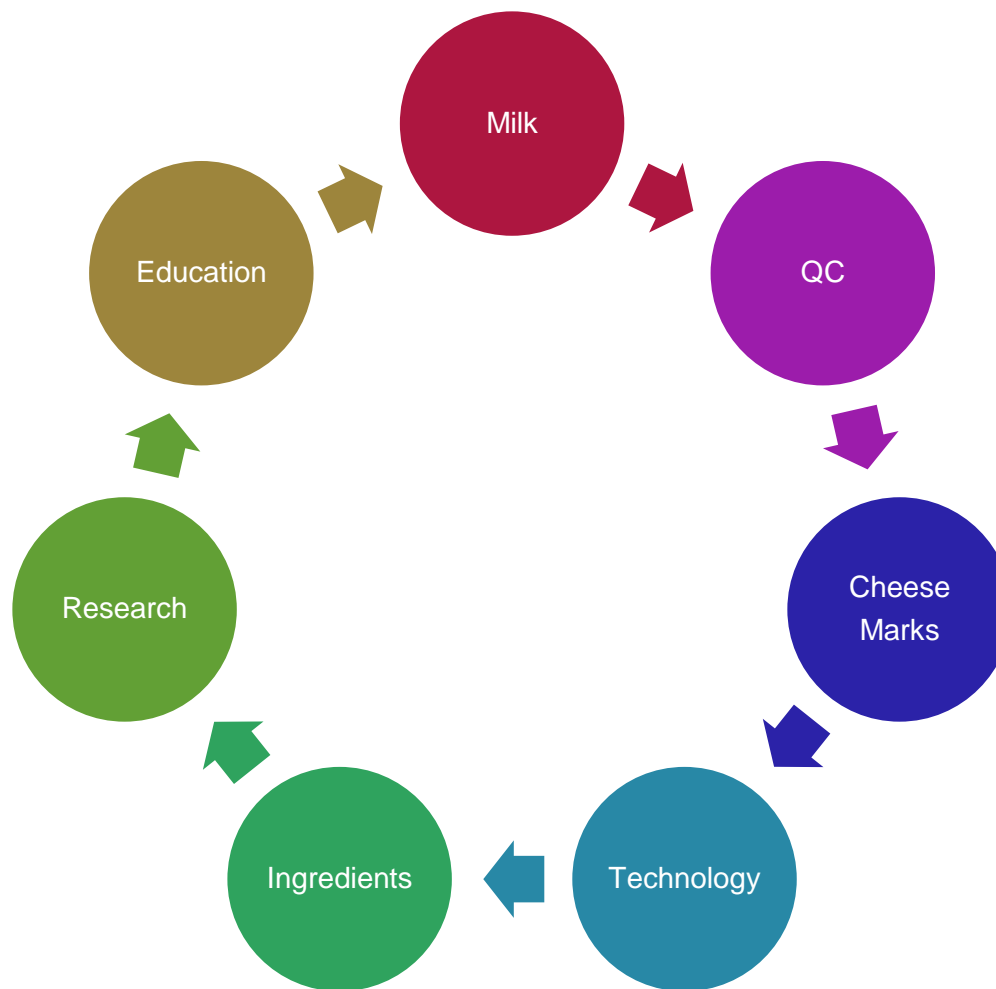 Milk
QC
Cheese
Marks
Technology
Ingredients
Research
Education